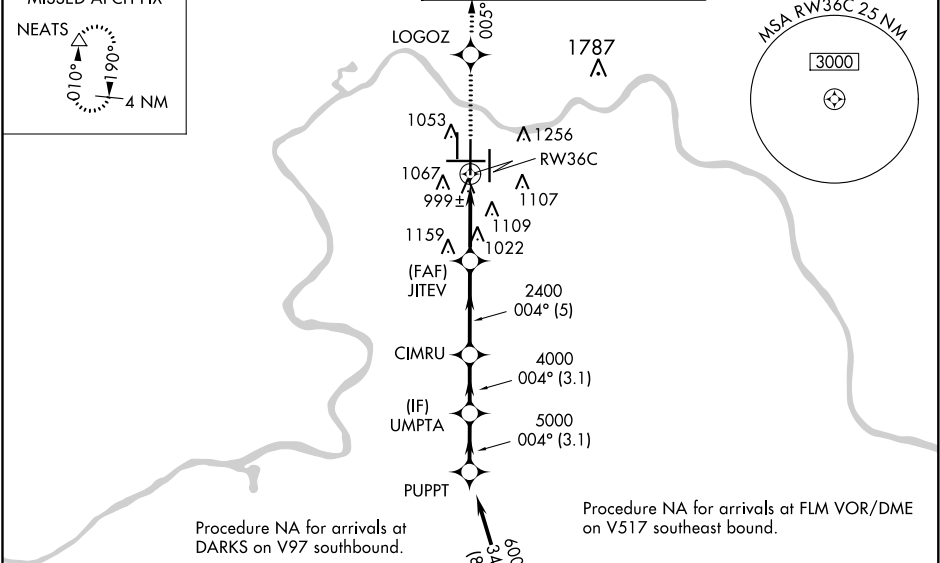 MISSED APCH FIX
NEATS
010°
190°
4 NM
LOGOZ
005°
1787
MSA RW36C 25 NM
3000
1053
1256
RW36C
1067
999±
1107
1109
1159
1022
(FAF)
JITEV
2400
004° (5)
CIMRU
4000
004° (3.1)
(IF)
UMPTA
5000
004° (3.1)
PUPPT
Procedure NA for arrivals at
DARKS on V97 southbound.
Procedure NA for arrivals at FLM VOR/DME
on V517 southeast bound.